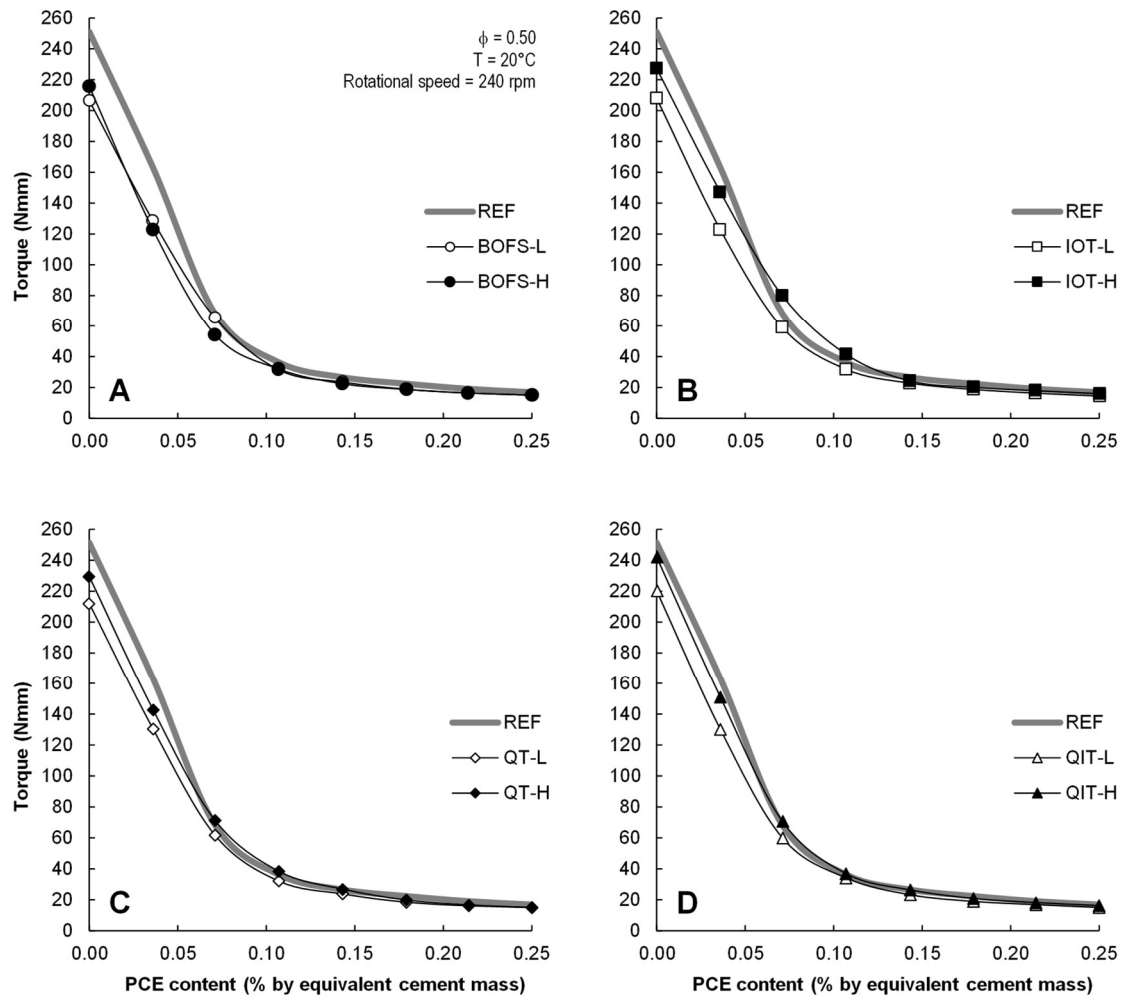 260
240
220
200
180
160
140
120
100
80
60
40
20
0
Torque (Nmm)
ϕ = 0.50
T = 20°C
Rotational speed = 240 rpm
REF
BOFS-L
BOFS-H
A
0.00 0.05 0.10 0.15 0.20 0.25
260
240
220
200
180
160
140
120
100
80
60
40
20
0
REF
IOT-L
IOT-H
B
0.00 0.05 0.10 0.15 0.20 0.25
260
240
220
200
180
160
140
120
100
80
60
40
20
0
Torque (Nmm)
REF
QT-L
QT-H
C
0.00 0.05 0.10 0.15 0.20 0.25
PCE content (% by equivalent cement mass)
260
240
220
200
180
160
140
120
100
80
60
40
20
0
REF
QIT-L
QIT-H
D
0.00 0.05 0.10 0.15 0.20 0.25
PCE content (% by equivalent cement mass)